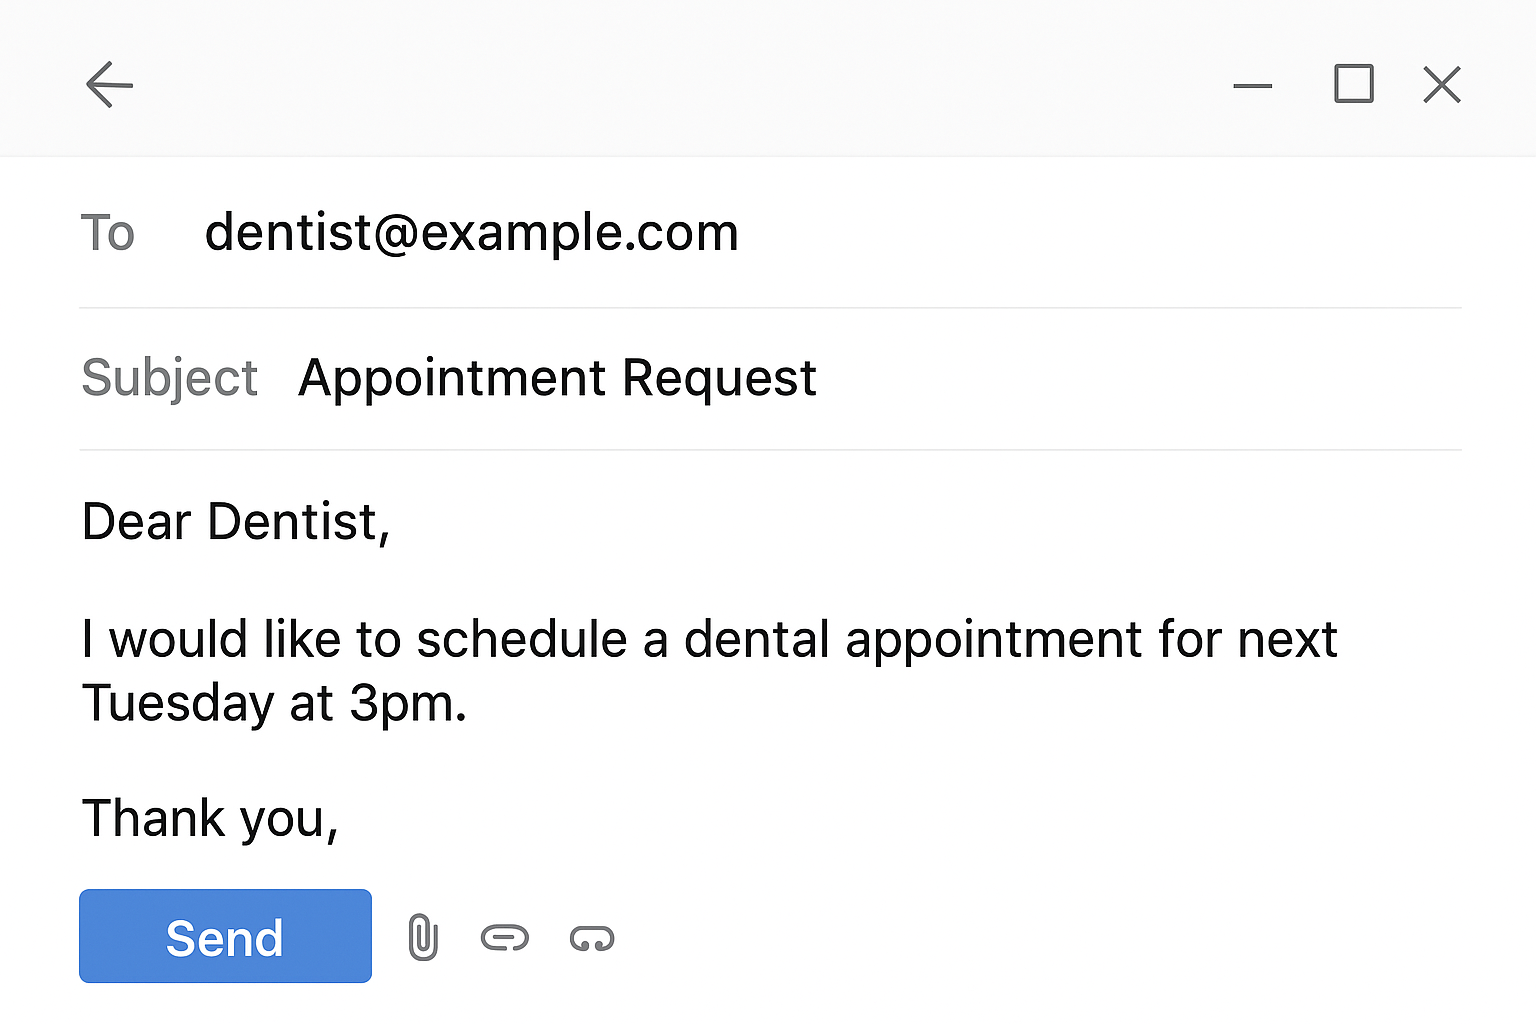 To dentist@example.com
Subject Appointment Request
Dear Dentist,
I would like to schedule a dental appointment for next
Tuesday at 3pm.
Thank you,
Send